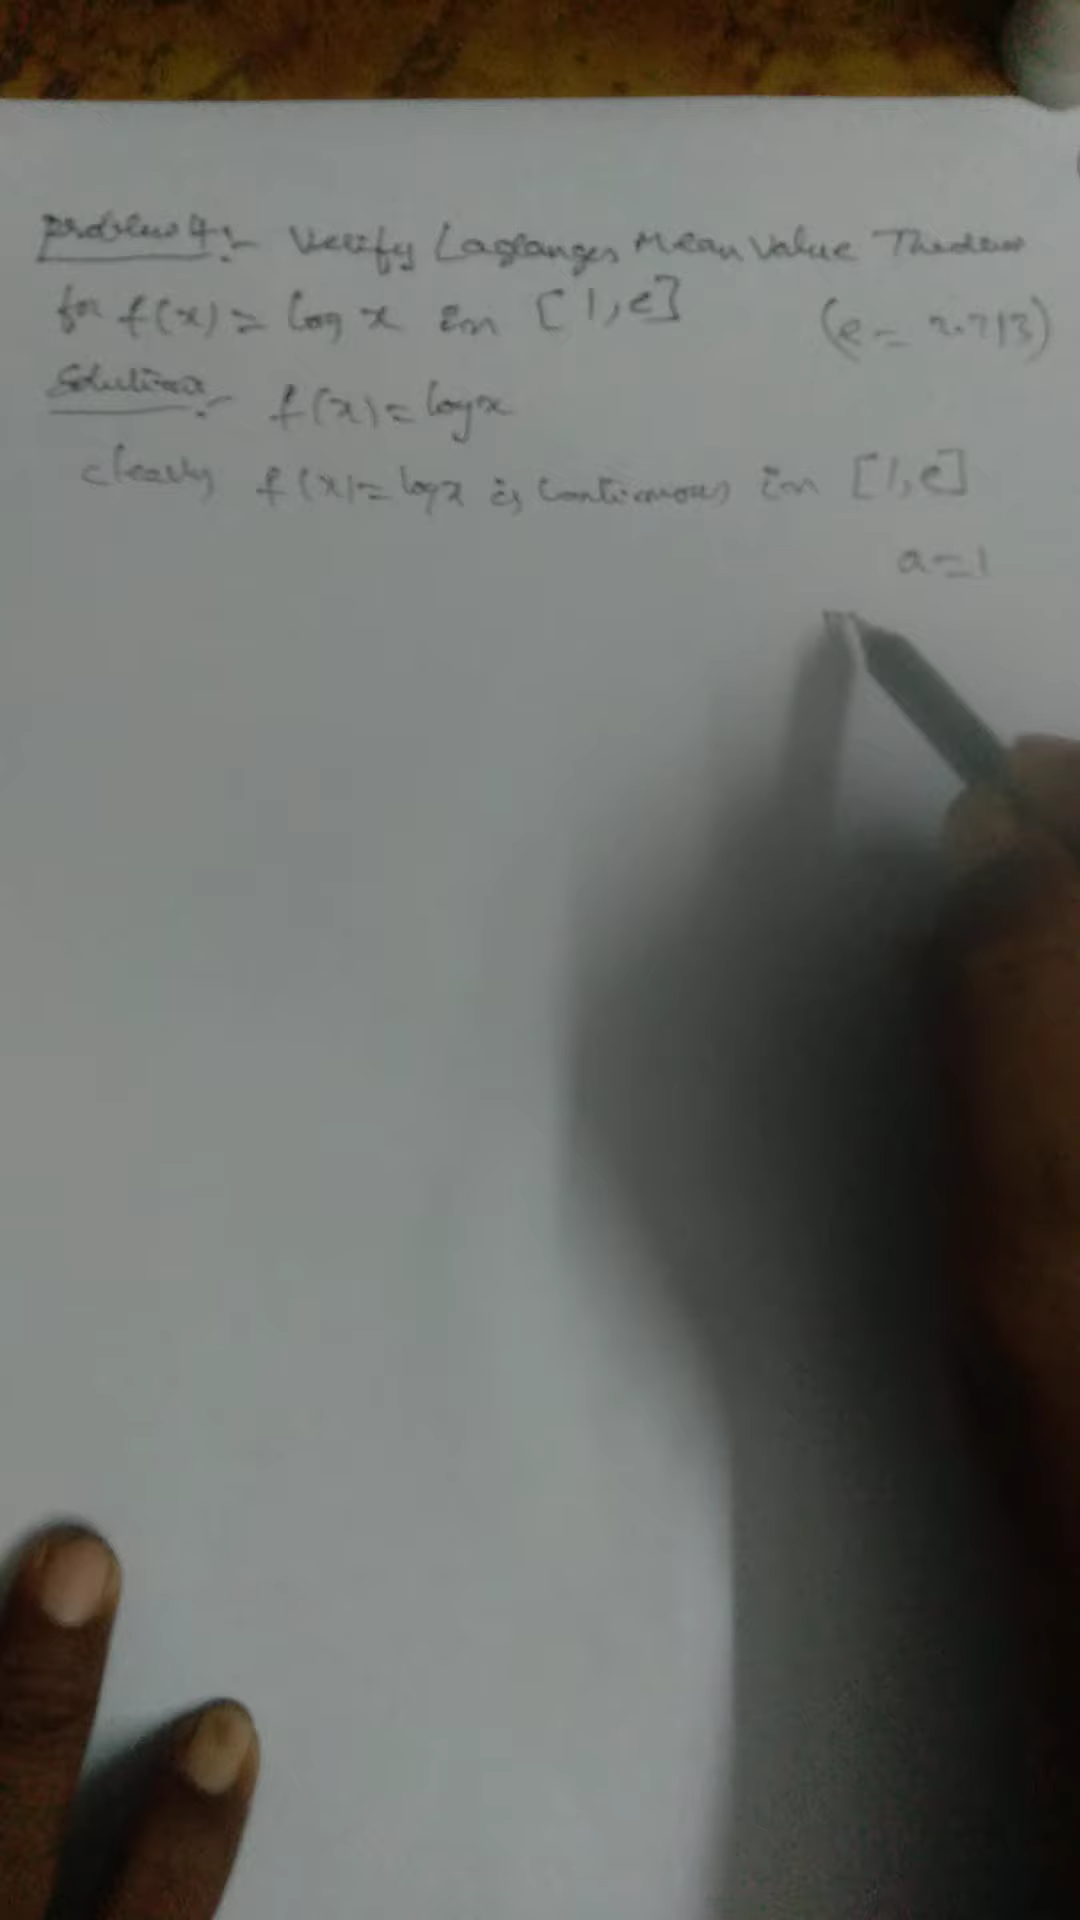 Problem 4:- Verify Lagranges Mean Value Theorem
for f(x) = log x in [1, e] (e = 2.713)
Solution:- f(x) = log x
clearly f(x) = log x is continuous in [1, e]
a = 1